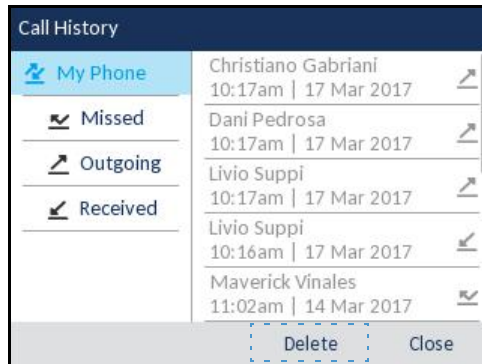 Call History
My Phone
Missed
Outgoing
Received
Christiano Gabriani
10:17am | 17 Mar 2017
Dani Pedrosa
10:17am | 17 Mar 2017
Livio Suppi
10:17am | 17 Mar 2017
Livio Suppi
10:16am | 17 Mar 2017
Maverick Vinales
11:02am | 14 Mar 2017
Delete
Close